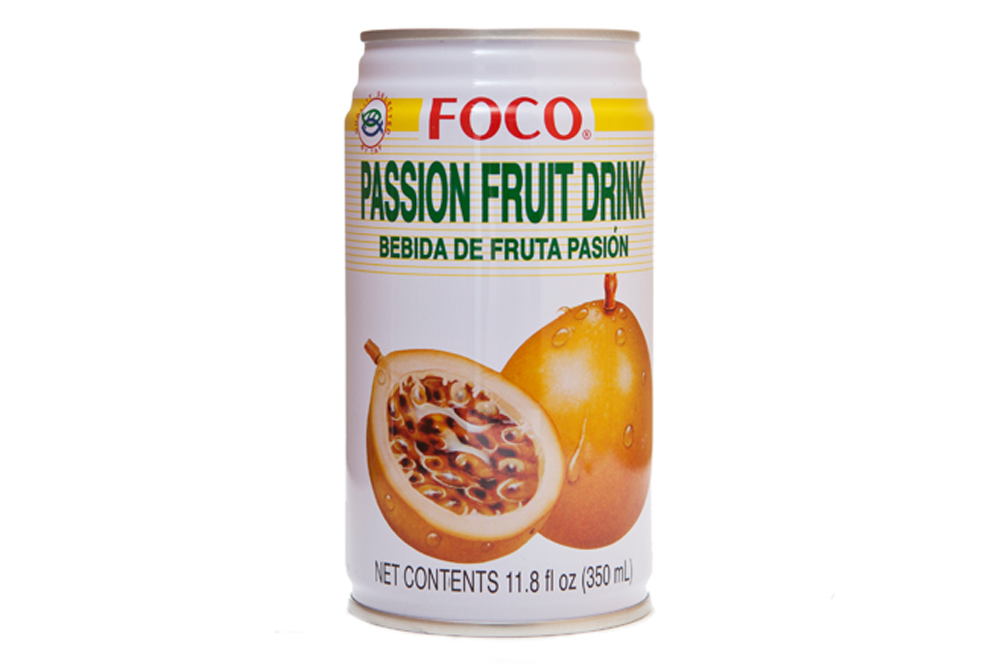 FOCO®
PASSION FRUIT DRINK
BEBIDA DE FRUTA PASIÓN
NET CONTENTS 11.8 fl oz (350 mL)